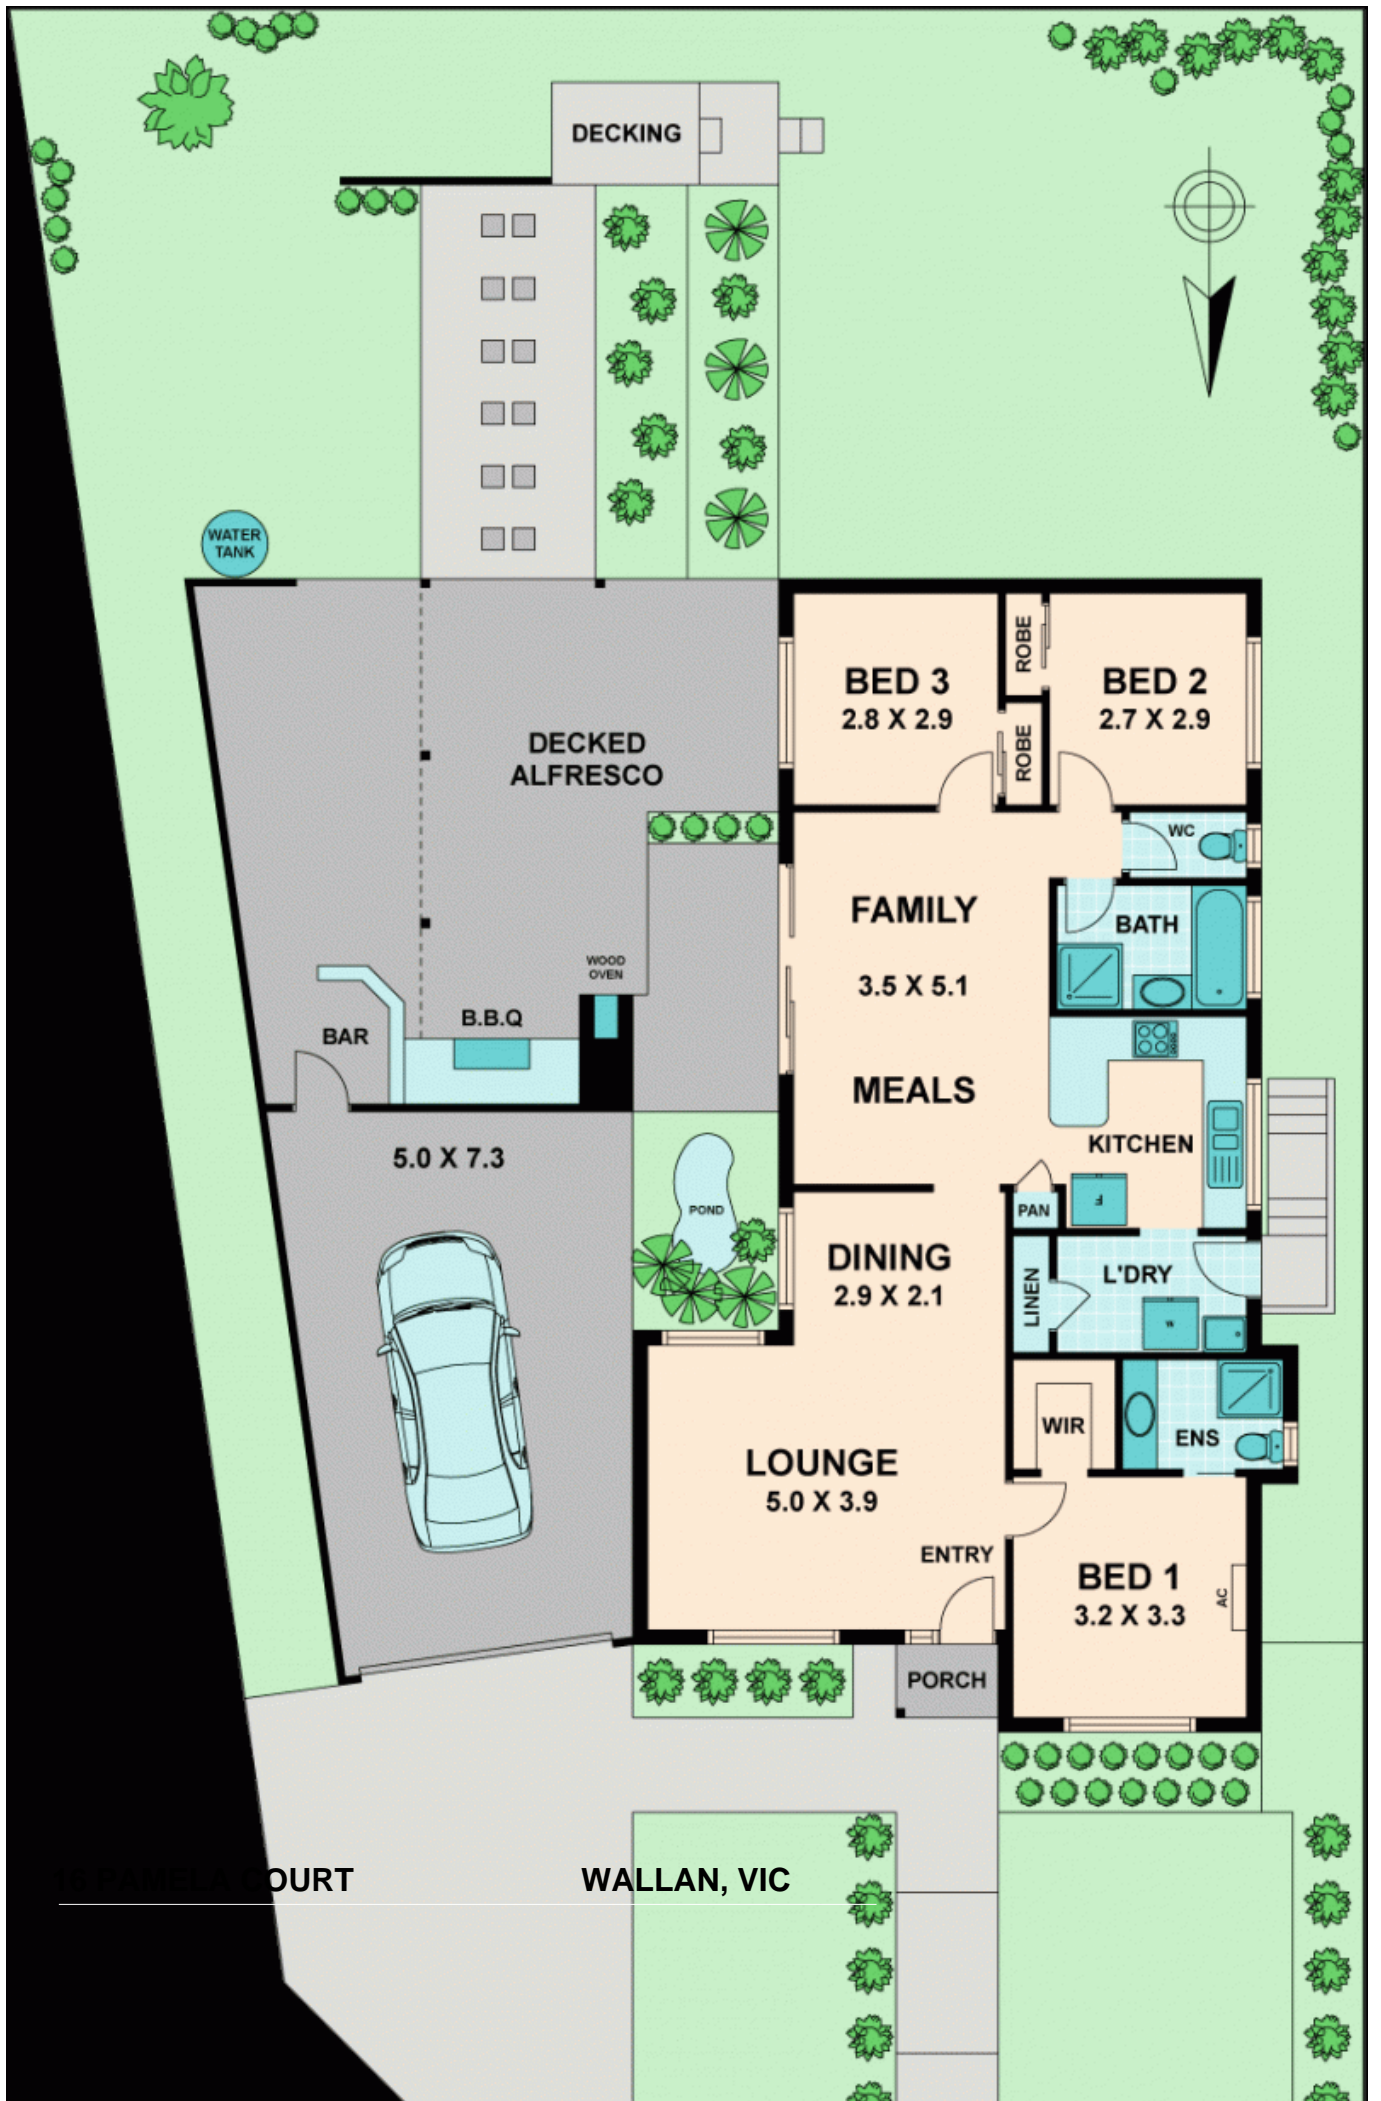 DECKING
WATER
TANK
BED 3
2.8 X 2.9
ROBE
ROBE
BED 2
2.7 X 2.9
DECKED
ALFRESCO
WC
FAMILY
3.5 X 5.1
BATH
WOOD
OVEN
B.B.Q
BAR
MEALS
KITCHEN
5.0 X 7.3
F
PAN
POND
DINING
2.9 X 2.1
LINEN
L'DRY
W
WIR
ENS
LOUNGE
5.0 X 3.9
ENTRY
BED 1
3.2 X 3.3
AC
PORCH
16 PAMELA COURT WALLAN, VIC